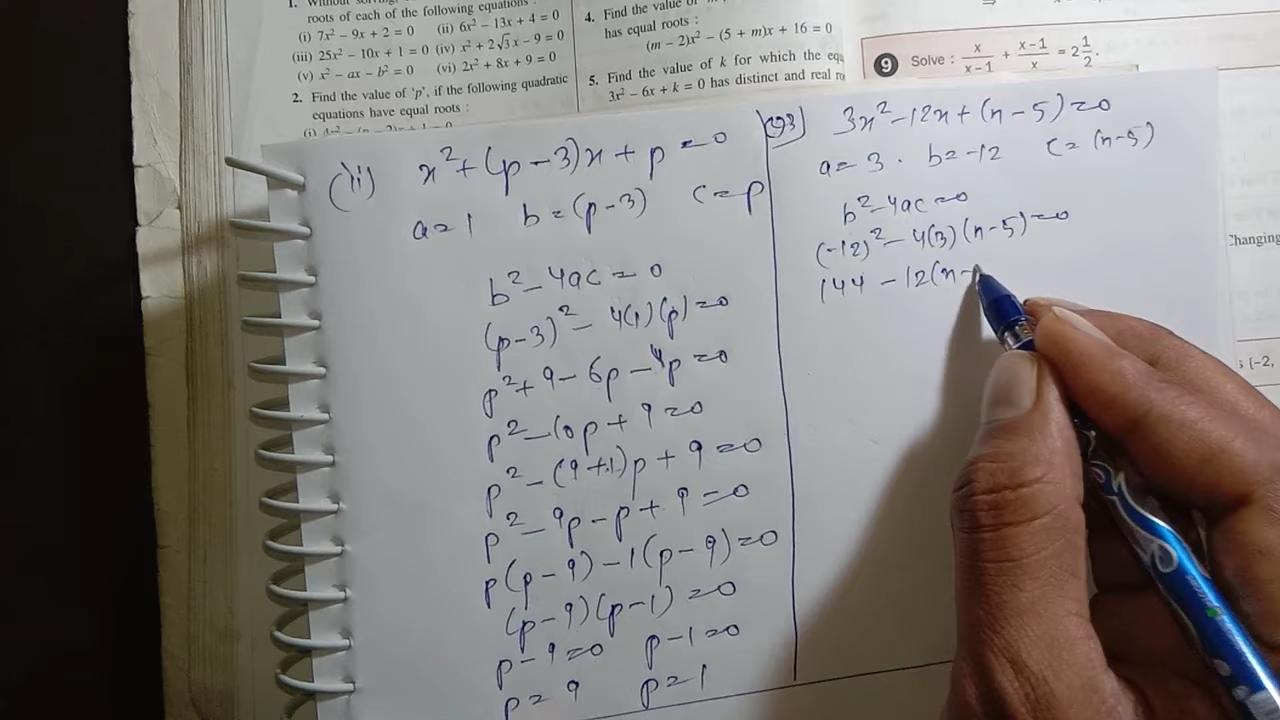 1. Without
roots of each of the following equations :
(i) 7x² – 9x + 2 = 0 (ii) 6x² – 13x + 4 = 0
(iii) 25x² – 10x + 1 = 0 (iv) x² + 2√3 x – 9 = 0
(v) x² – ax – b² = 0 (vi) 2x² + 8x + 9 = 0
2. Find the value of 'p', if the following quadratic
equations have equal roots :
4. Find the value of
has equal roots :
(m – 2)x² – (5 + m)x + 16 = 0
5. Find the value of k for which the
3x² – 6x + k = 0 has distinct and real
9 Solve : x/(x–1) + (x–1)/x = 2 1/2.
Changing
(ii) x² + (p – 3)x + p = 0
a = 1 b = (p – 3) c = p
b² – 4ac = 0
(p – 3)² – 4(1)(p) = 0
p² + 9 – 6p – 4p = 0
p² – 10p + 9 = 0
p² – (9 + 1)p + 9 = 0
p² – 9p – p + 9 = 0
p(p – 9) – 1(p – 9) = 0
(p – 9)(p – 1) = 0
p – 9 = 0 p – 1 = 0
p = 9 p = 1
Q3) 3x² – 12x + (n – 5) = 0
a = 3 . b = –12 c = (n–5)
b² – 4ac = 0
(–12)² – 4(3)(n – 5) = 0
144 – 12(n –